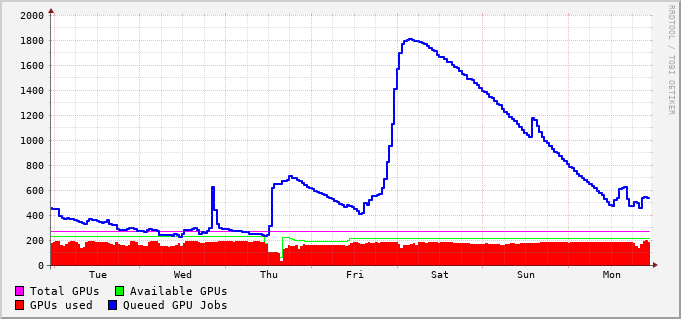 2000
1800
1600
1400
1200
1000
800
600
400
200
0
Tue Wed Thu Fri Sat Sun Mon
RRDTOOL / TOBI OETIKER
Total GPUs Available GPUs
GPUs used Queued GPU Jobs